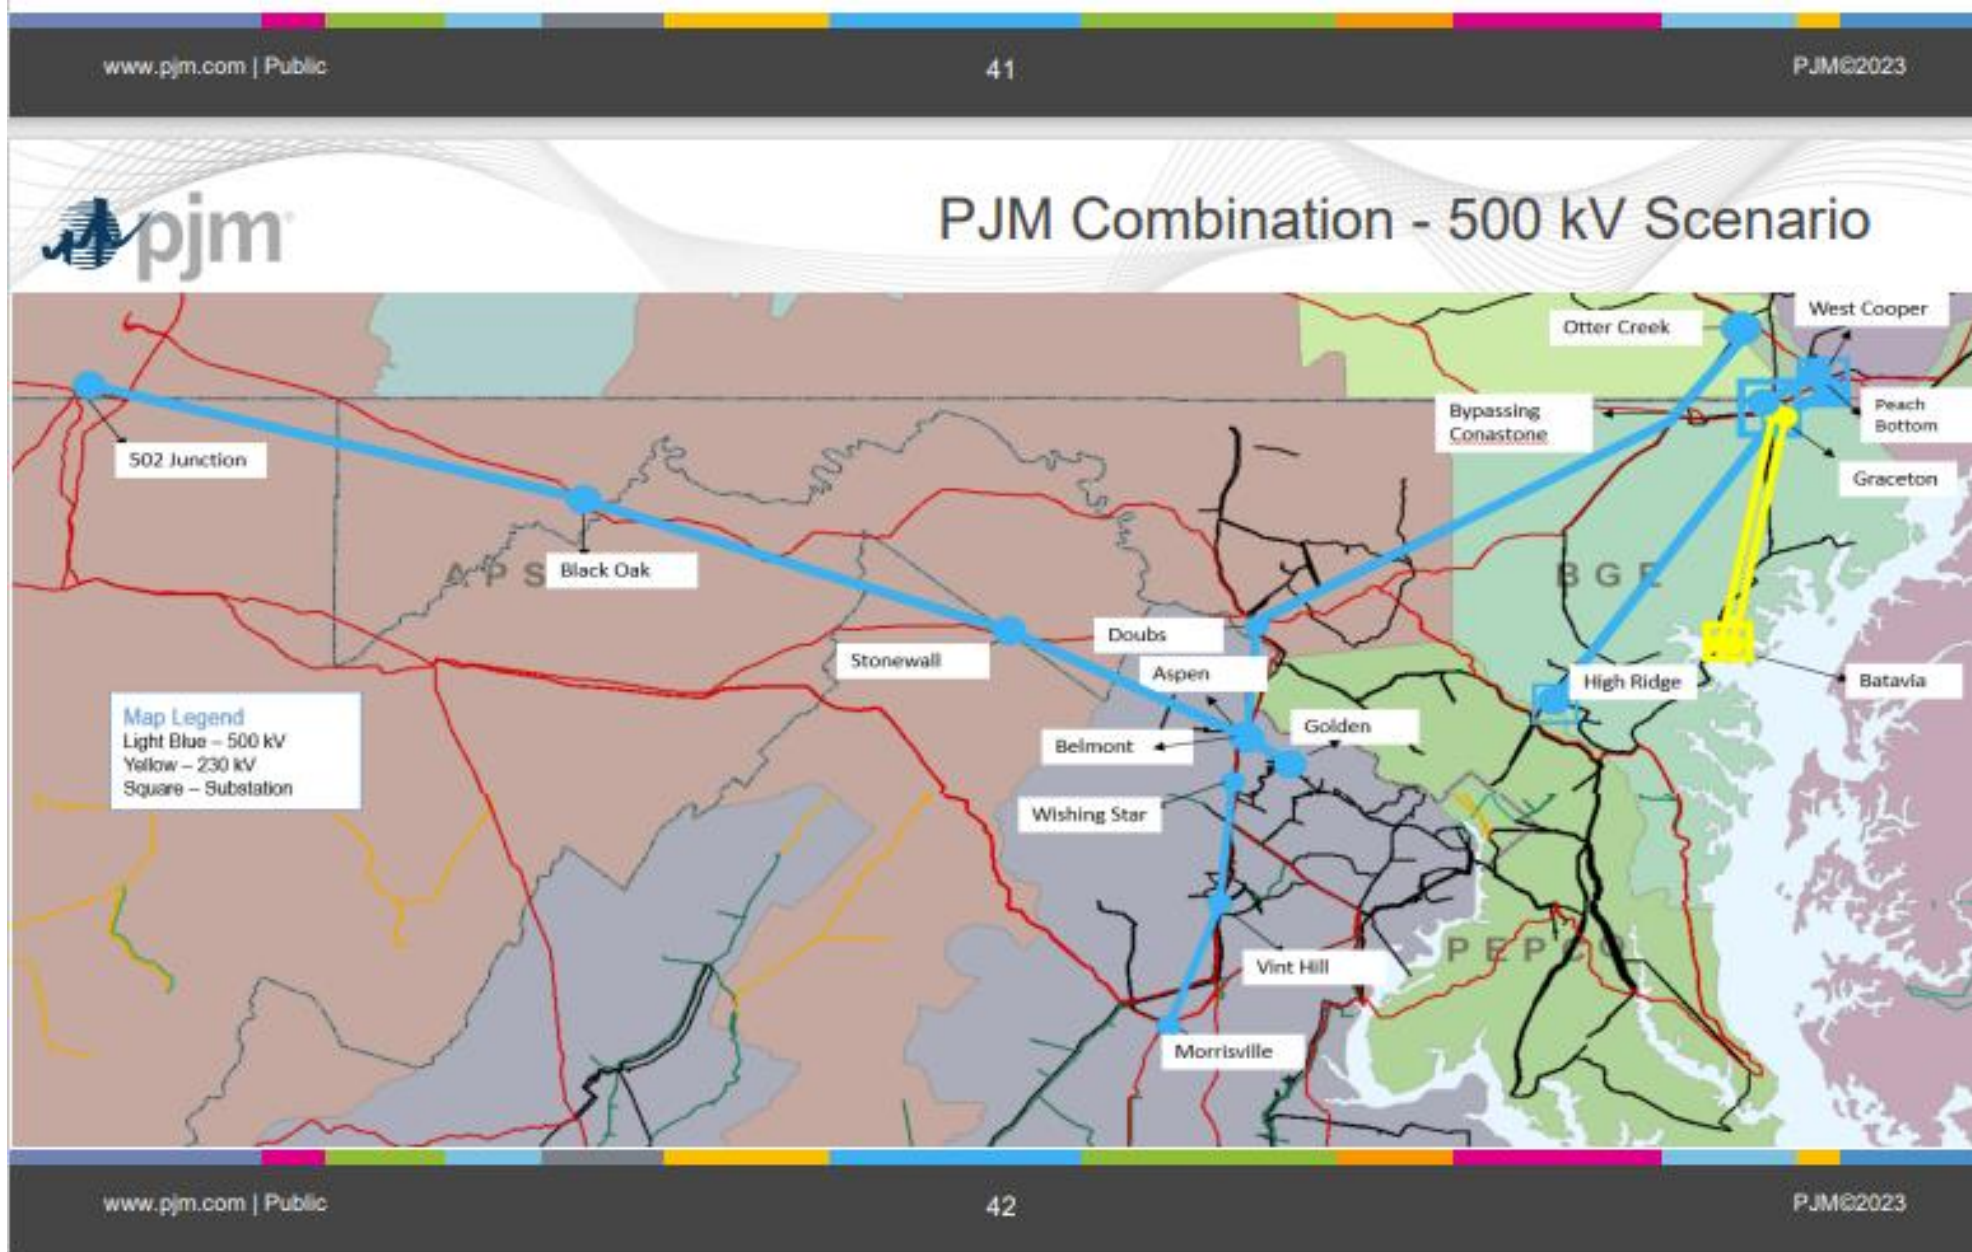 www.pjm.com | Public
41
PJM©2023
pjm
PJM Combination - 500 kV Scenario
West Cooper
Otter Creek
Bypassing
Conastone
Peach
Bottom
502 Junction
Graceton
APS
Black Oak
BGE
Doubs
Stonewall
Aspen
High Ridge
Batavia
Map Legend
Light Blue – 500 kV
Yellow – 230 kV
Square – Substation
Golden
Belmont
Wishing Star
PEPCO
Vint Hill
Morrisville
www.pjm.com | Public
42
PJM©2023